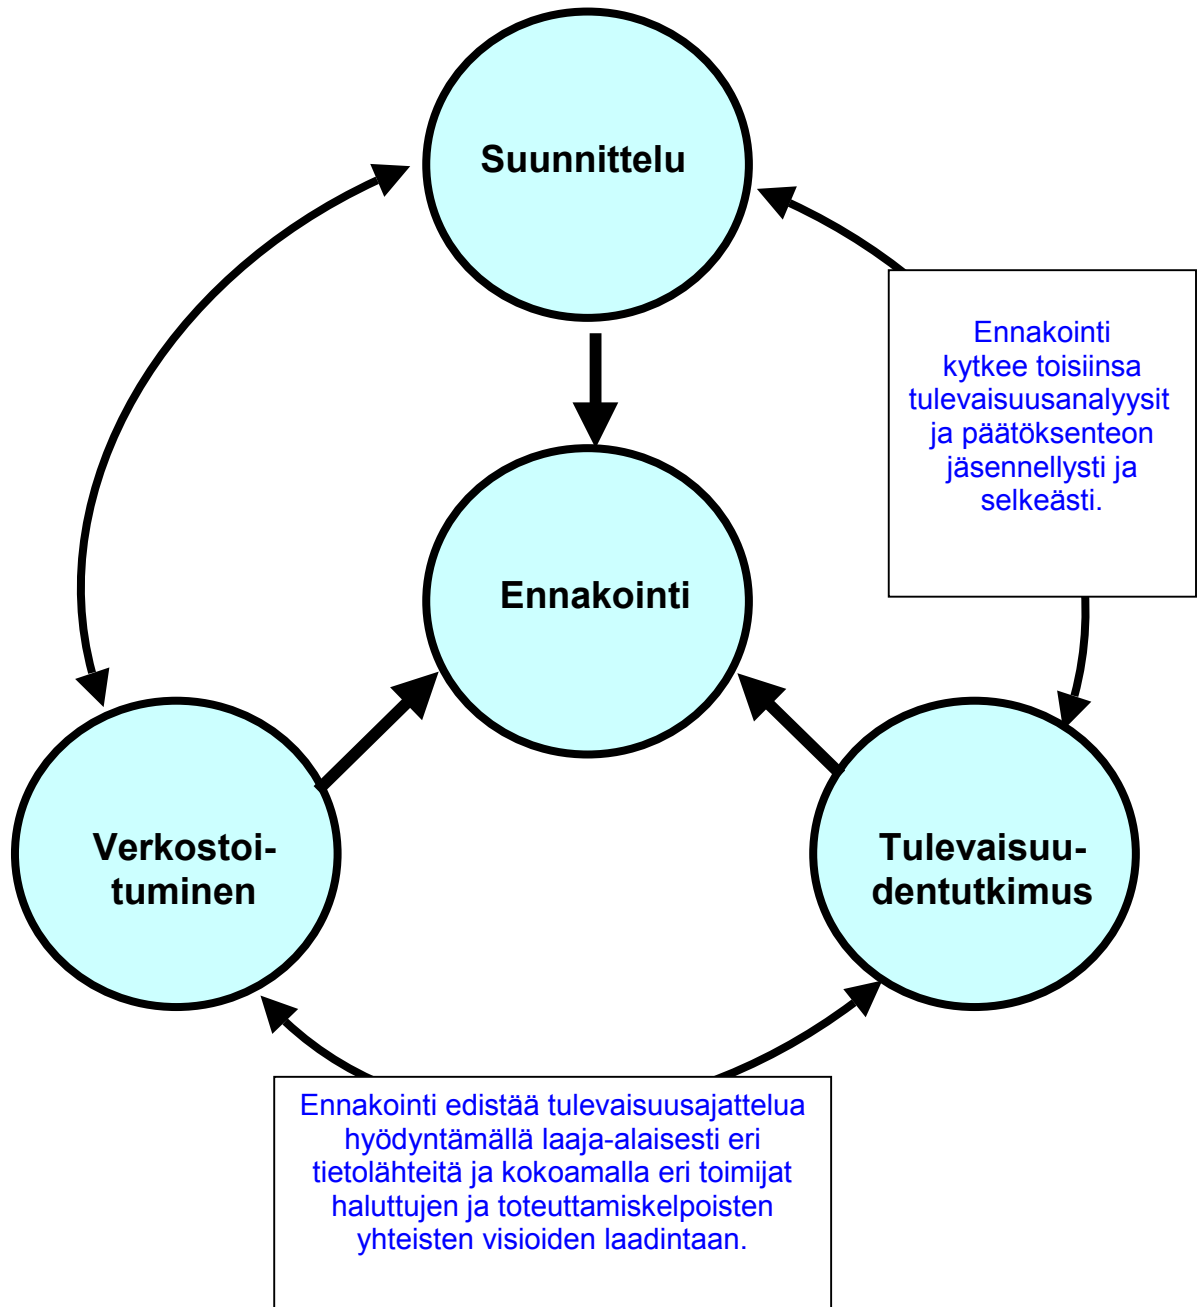 Suunnittelu
Ennakointi
kytkee toisiinsa
tulevaisuusanalyysit
ja päätöksenteon
jäsennellysti ja
selkeästi.
Ennakointi
Verkostoi-
tuminen
Tulevaisuu-
dentutkimus
Ennakointi edistää tulevaisuusajattelua
hyödyntämällä laaja-alaisesti eri
tietolähteitä ja kokoamalla eri toimijat
haluttujen ja toteuttamiskelpoisten
yhteisten visioiden laadintaan.